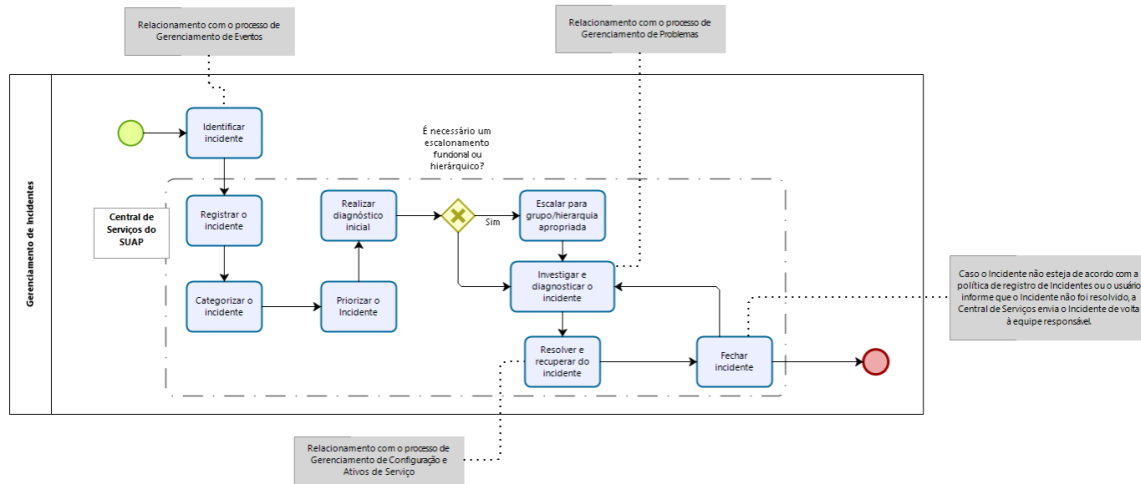 Relacionamento com o processo de
Gerenciamento de Eventos
Relacionamento com o processo de
Gerenciamento de Problemas
Gerenciamento de Incidentes
Identificar
incidente
É necessário um
escalonamento
funcional ou
hierárquico?
Central de
Serviços do
SUAP
Registrar o
incidente
Realizar
diagnóstico
inicial
Sim
Escalar para
grupo/hierarquia
apropriada
Categorizar o
incidente
Priorizar o
Incidente
Investigar e
diagnosticar o
incidente
Resolver e
recuperar do
incidente
Fechar
incidente
Caso o Incidente não esteja de acordo com a
política de registro de Incidentes ou o usuário
informe que o Incidente não foi resolvido, a
Central de Serviços envia o Incidente de volta
à equipe responsável.
Relacionamento com o processo de
Gerenciamento de Configuração e
Ativos de Serviço